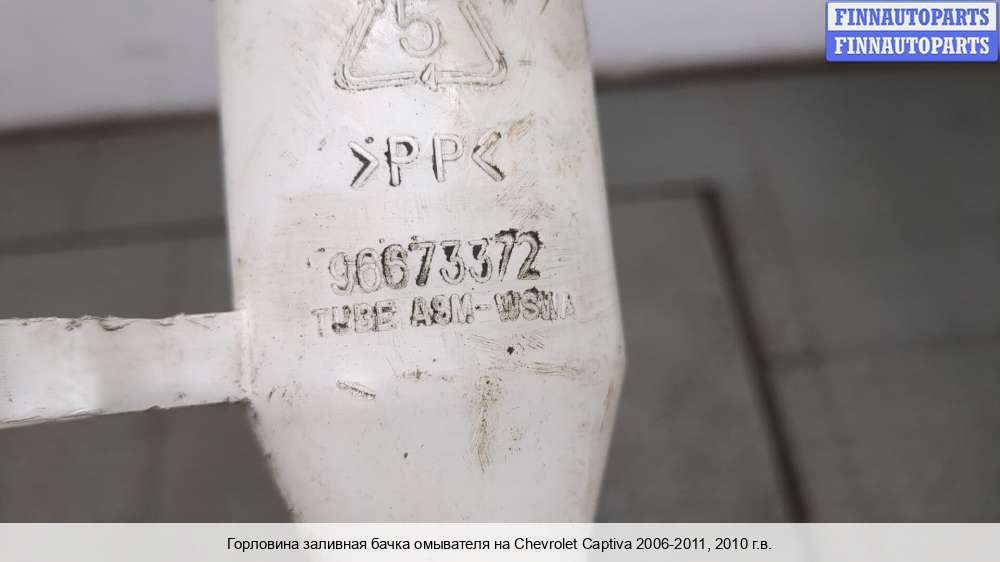 FINNAUTOPARTS
FINNAUTOPARTS
5
>PP<
96673372
TUBE ASM-WSWA
Горловина заливная бачка омывателя на Chevrolet Captiva 2006-2011, 2010 г.в.